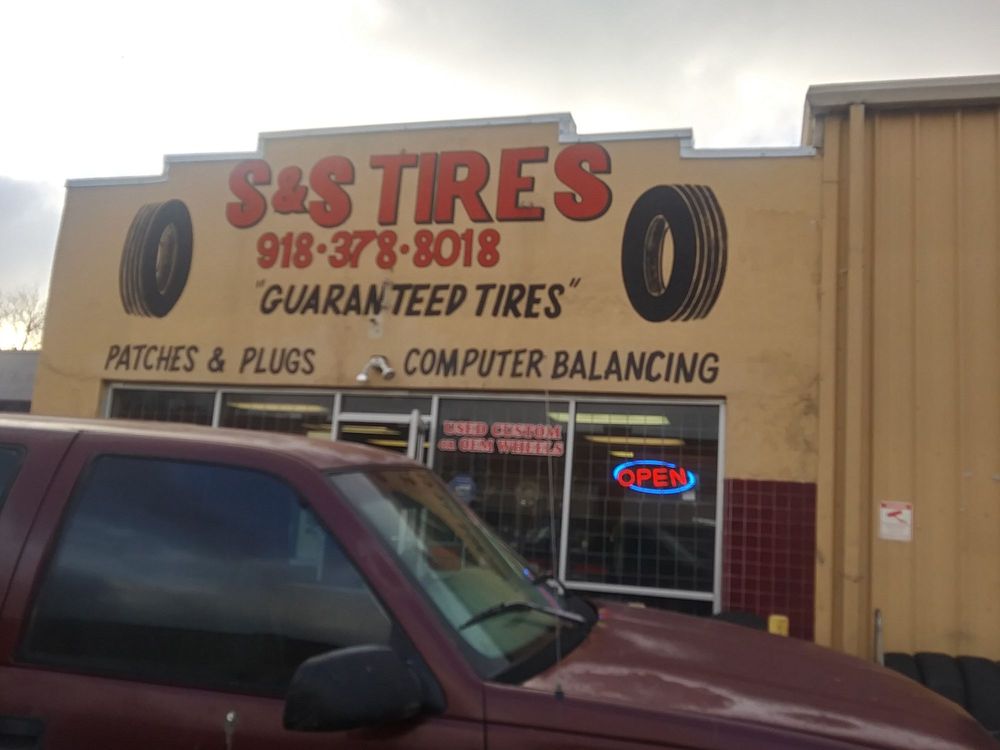 S&S TIRES
918·378·8018
"GUARANTEED TIRES"
PATCHES & PLUGS
COMPUTER BALANCING
USED CUSTOM
OR OEM WHEELS
OPEN